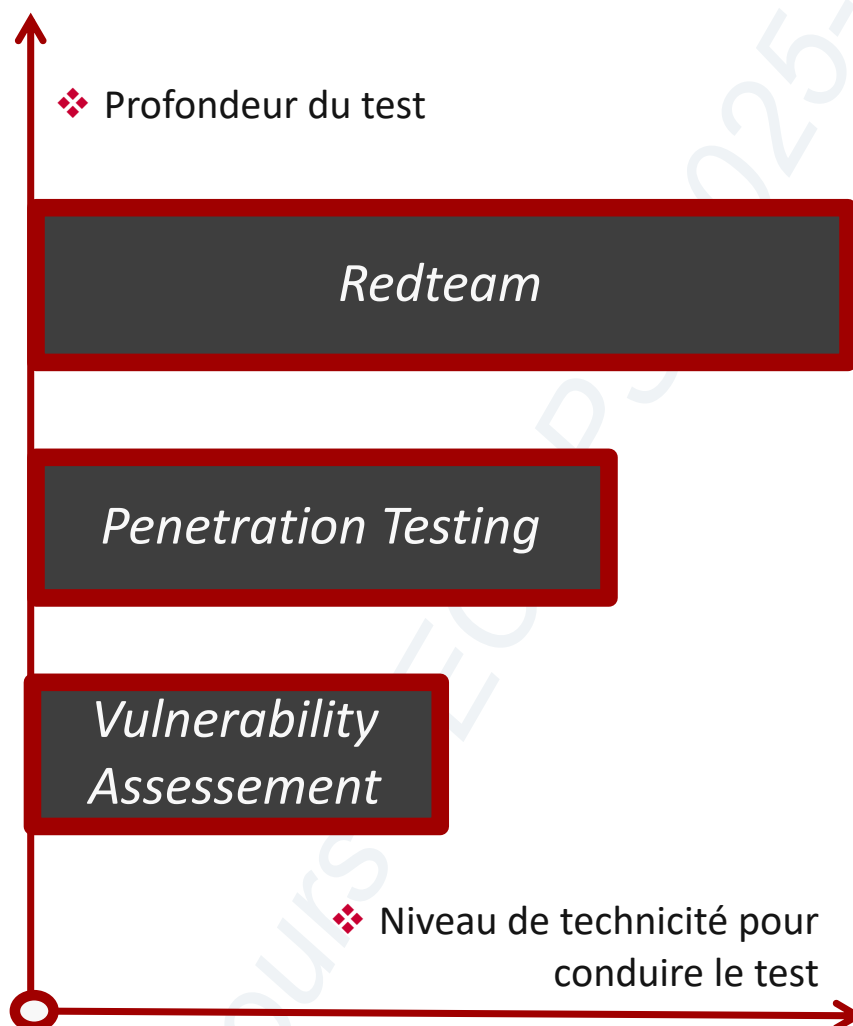 Profondeur du test
Redteam
Penetration Testing
Vulnerability
Assessement
Niveau de technicité pour
conduire le test